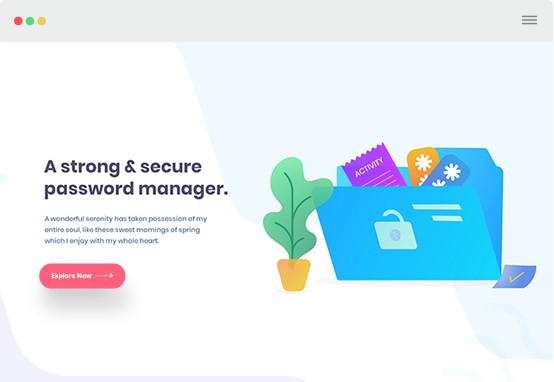 ACTIVITY
A strong & secure
password manager.
A wonderful serenity has taken possession of my
entire soul, like these sweet mornings of spring
which I enjoy with my whole heart.
Explore Now